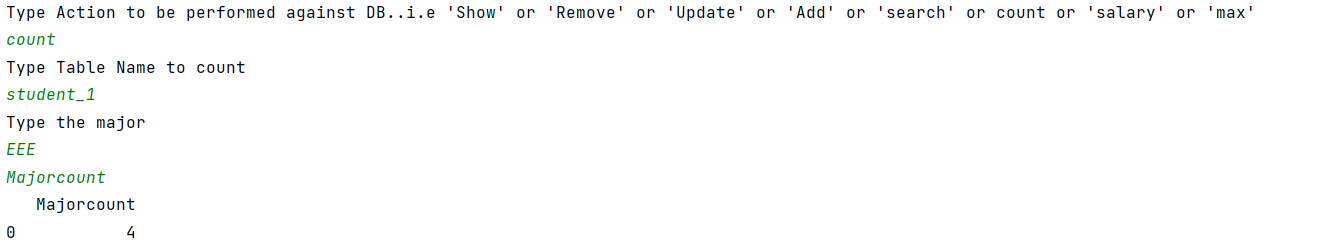 Type Action to be performed against DB..i.e 'Show' or 'Remove' or 'Update' or 'Add' or 'search' or count or 'salary' or 'max'
count
Type Table Name to count
student_1
Type the major
EEE
Majorcount
Majorcount
0 4